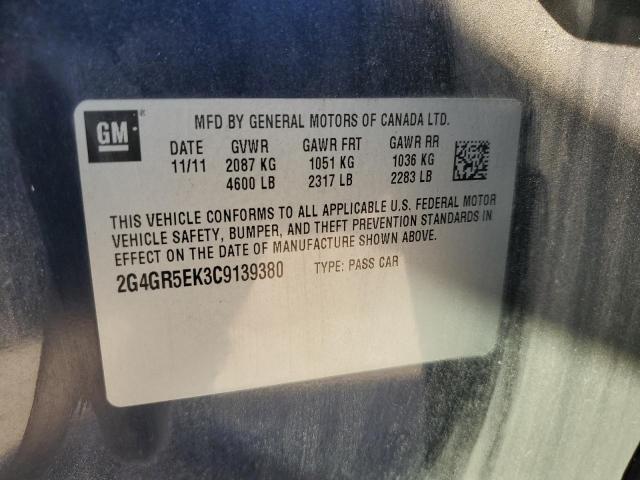 GM
MFD BY GENERAL MOTORS OF CANADA LTD.
DATE GVWR GAWR FRT GAWR RR
11/11 2087 KG 1051 KG 1036 KG
4600 LB 2317 LB 2283 LB
THIS VEHICLE CONFORMS TO ALL APPLICABLE U.S. FEDERAL MOTOR
VEHICLE SAFETY, BUMPER, AND THEFT PREVENTION STANDARDS IN
EFFECT ON THE DATE OF MANUFACTURE SHOWN ABOVE.
2G4GR5EK3C9139380 TYPE: PASS CAR